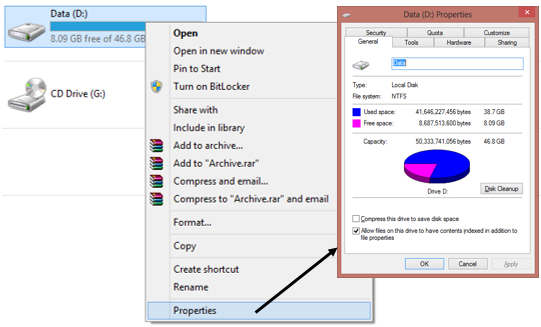 Data (D:)
8.09 GB free of 46.8 GB
CD Drive (G:)
Open
Open in new window
Pin to Start
Turn on BitLocker
Share with
Include in library
Add to archive...
Add to "Archive.rar"
Compress and email...
Compress to "Archive.rar" and email
Format...
Copy
Create shortcut
Rename
Properties
Data (D:) Properties
Security Quota Customize
General Tools Hardware Sharing
Data
Type: Local Disk
File system: NTFS
Used space: 41,646,227,456 bytes 38.7 GB
Free space: 8,687,513,600 bytes 8.09 GB
Capacity: 50,333,741,056 bytes 46.8 GB
Drive D:
Disk Cleanup
Compress this drive to save disk space
Allow files on this drive to have contents indexed in addition to
file properties
OK Cancel Apply